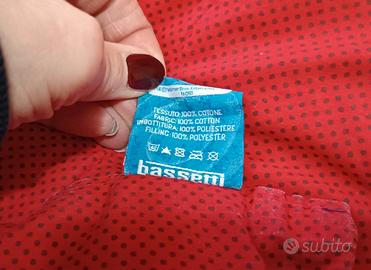 TESSUTO: 100% COTONE
FABRIC: 100% COTTON
IMBOTTITURA: 100% POLIESTERE
FILLING: 100% POLYESTER
bassetti
subito